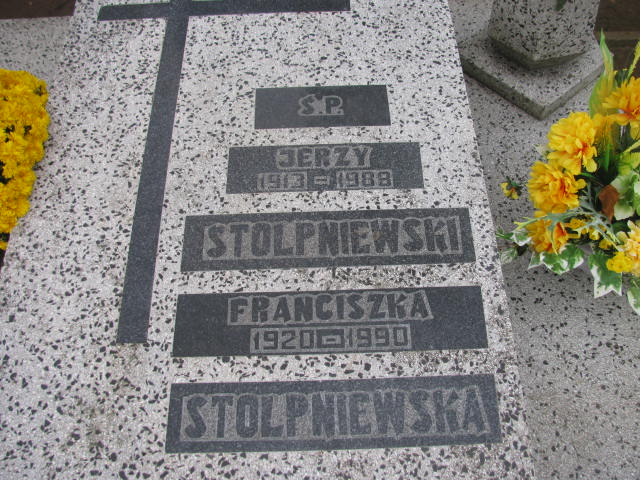 Ś.P.
JERZY
1913-1988
STOLPNIEWSKI
FRANCISZKA
1920-1990
STOLPNIEWSKA